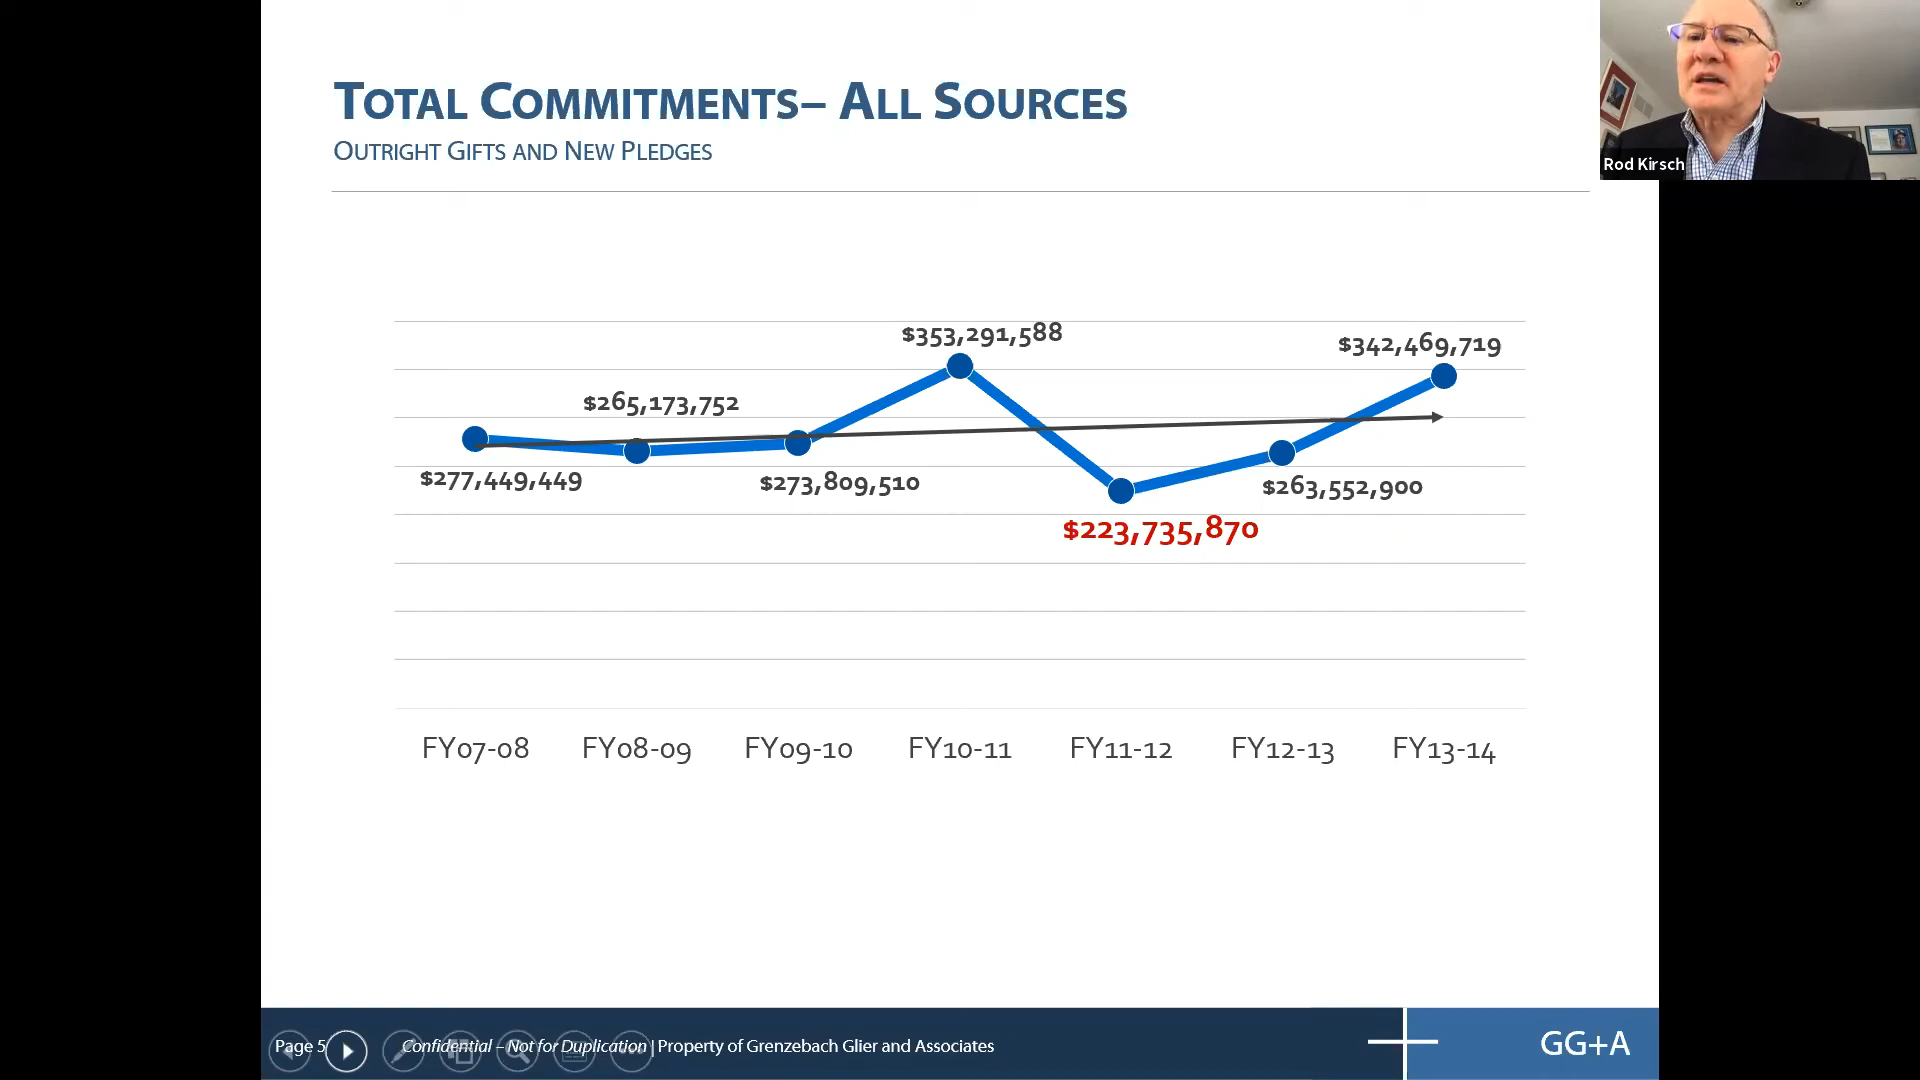 TOTAL COMMITMENTS– ALL SOURCES
OUTRIGHT GIFTS AND NEW PLEDGES
Rod Kirsch
$353,291,588
$342,469,719
$265,173,752
$277,449,449
$273,809,510
$263,552,900
$223,735,870
FY07-08 FY08-09 FY09-10 FY10-11 FY11-12 FY12-13 FY13-14
Page 5 Confidential – Not for Duplication | Property of Grenzebach Glier and Associates
GG+A